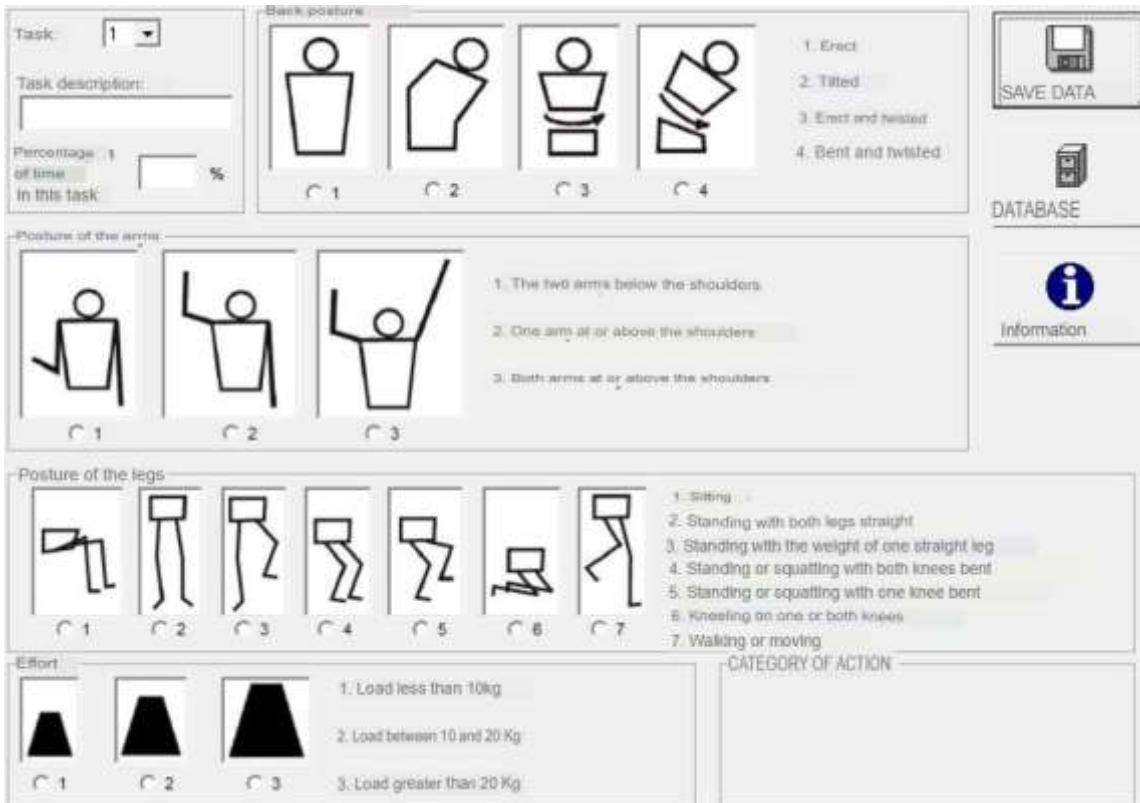 Task:
1
Task description:
Percentage 1
of time
In this task
%
Back posture
1
2
3
4
1. Erect
2. Tilted
3. Erect and twisted
4. Bent and twisted
SAVE DATA
DATABASE
Information
Posture of the arms
1
2
3
1. The two arms below the shoulders
2. One arm at or above the shoulders
3. Both arms at or above the shoulders
Posture of the legs
1
2
3
4
5
6
7
1. Sitting
2. Standing with both legs straight
3. Standing with the weight of one straight leg
4. Standing or squatting with both knees bent
5. Standing or squatting with one knee bent
6. Kneeling on one or both knees
7. Walking or moving
Effort
1
2
3
1. Load less than 10kg
2. Load between 10 and 20 Kg
3. Load greater than 20 Kg
CATEGORY OF ACTION